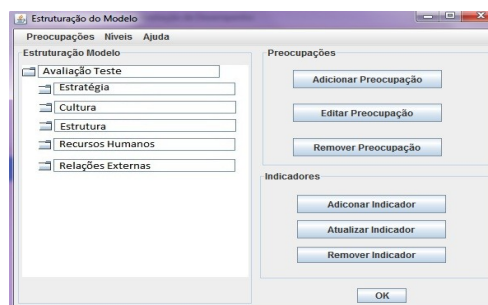 Estruturação do Modelo
Preocupações Niveis Ajuda
Estruturação Modelo
Avaliação Teste
Estratégia
Cultura
Estrutura
Recursos Humanos
Relações Externas
Preocupações
Adicionar Preocupação
Editar Preocupação
Remover Preocupação
Indicadores
Adiconar Indicador
Atualizar Indicador
Remover Indicador
OK